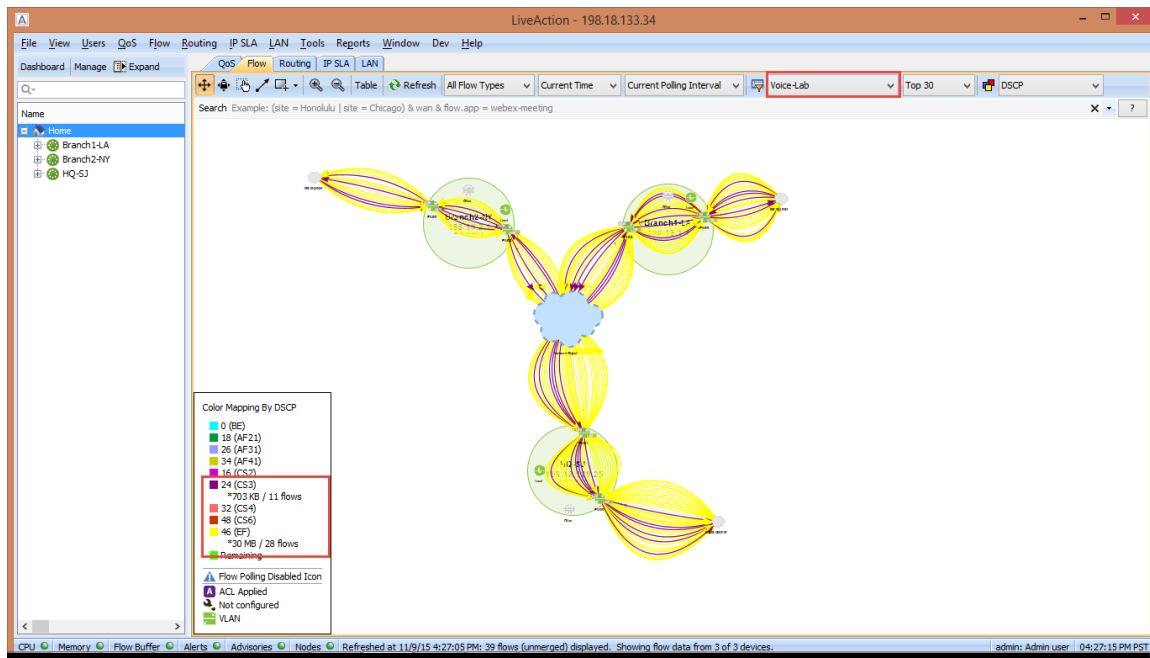 LiveAction - 198.18.133.34
File View Users QoS Flow Routing IP SLA LAN Tools Reports Window Dev Help
Dashboard Manage Expand
QoS Flow Routing IP SLA LAN
Table Refresh All Flow Types Current Time Current Polling Interval Voice-Lab Top 30 DSCP
Search Example: (site = Honolulu | site = Chicago) & wan & flow.app = webex-meeting
Name
Home
Branch1-LA
Branch2-NY
HQ-SJ
Branch2-NY
Branch1-LA
HQ-SJ
Color Mapping By DSCP
0 (BE)
18 (AF21)
26 (AF31)
34 (AF41)
16 (CS2)
24 (CS3)
*703 KB / 11 flows
32 (CS4)
48 (CS6)
46 (EF)
*30 MB / 28 flows
Remaining
Flow Polling Disabled Icon
A ACL Applied
Not configured
VLAN
CPU Memory Flow Buffer Alerts Advisories Nodes Refreshed at 11/9/15 4:27:05 PM: 39 flows (unmerged) displayed. Showing flow data from 3 of 3 devices. admin: Admin user 04:27:15 PM PST